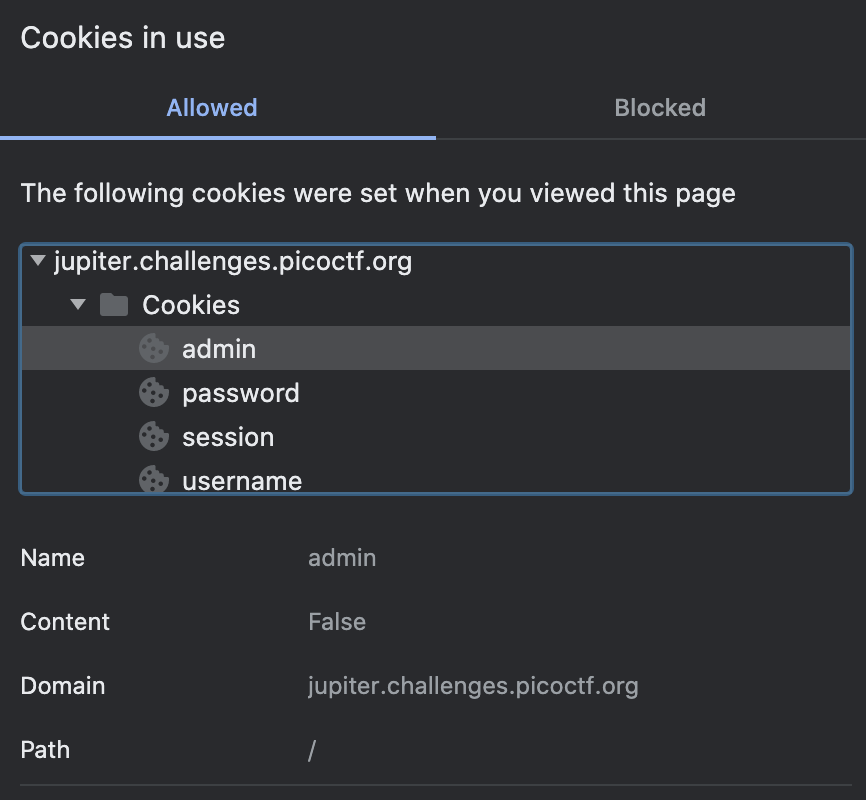 Cookies in use
Allowed Blocked
The following cookies were set when you viewed this page
jupiter.challenges.picoctf.org
Cookies
admin
password
session
username
Name admin
Content False
Domain jupiter.challenges.picoctf.org
Path /